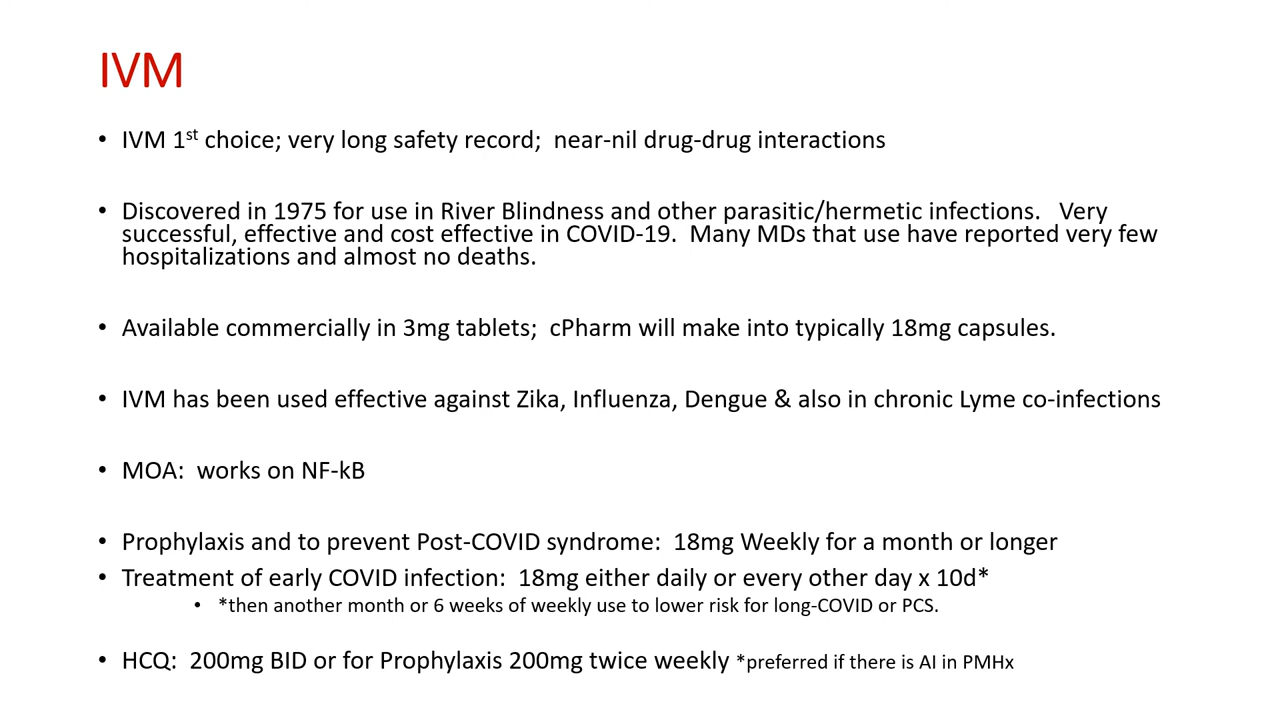 IVM
• IVM 1st choice; very long safety record;  near-nil drug-drug interactions
• Discovered in 1975 for use in River Blindness and other parasitic/hermetic infections.   Very
successful, effective and cost effective in COVID-19.  Many MDs that use have reported very few
hospitalizations and almost no deaths.
• Available commercially in 3mg tablets;  cPharm will make into typically 18mg capsules.
• IVM has been used effective against Zika, Influenza, Dengue & also in chronic Lyme co-infections
• MOA:  works on NF-kB
• Prophylaxis and to prevent Post-COVID syndrome:  18mg Weekly for a month or longer
• Treatment of early COVID infection:  18mg either daily or every other day x 10d*
• *then another month or 6 weeks of weekly use to lower risk for long-COVID or PCS.
• HCQ:  200mg BID or for Prophylaxis 200mg twice weekly *preferred if there is AI in PMHx